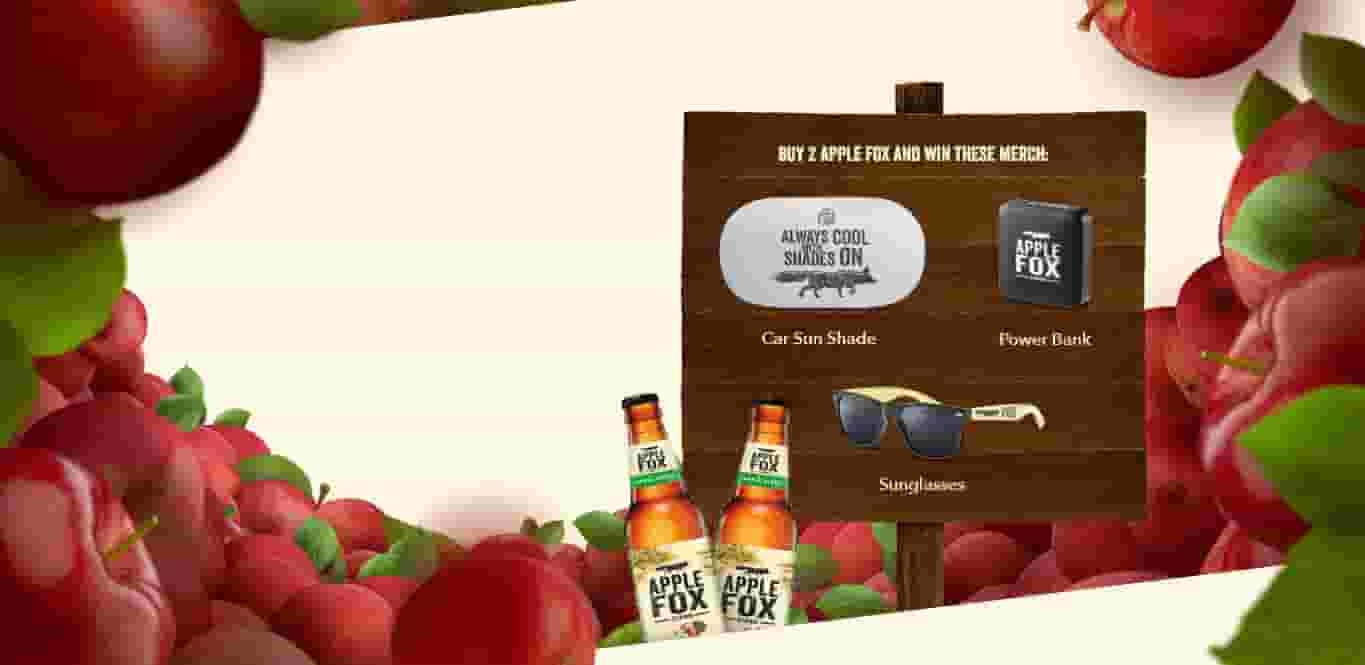 BUY 2 APPLE FOX AND WIN THESE MERCH:
ALWAYS COOL
SHADES ON
APPLE
FOX
Car Sun Shade
Power Bank
Sunglasses
APPLE
FOX
APPLE
FOX
APPLE
FOX
APPLE
FOX